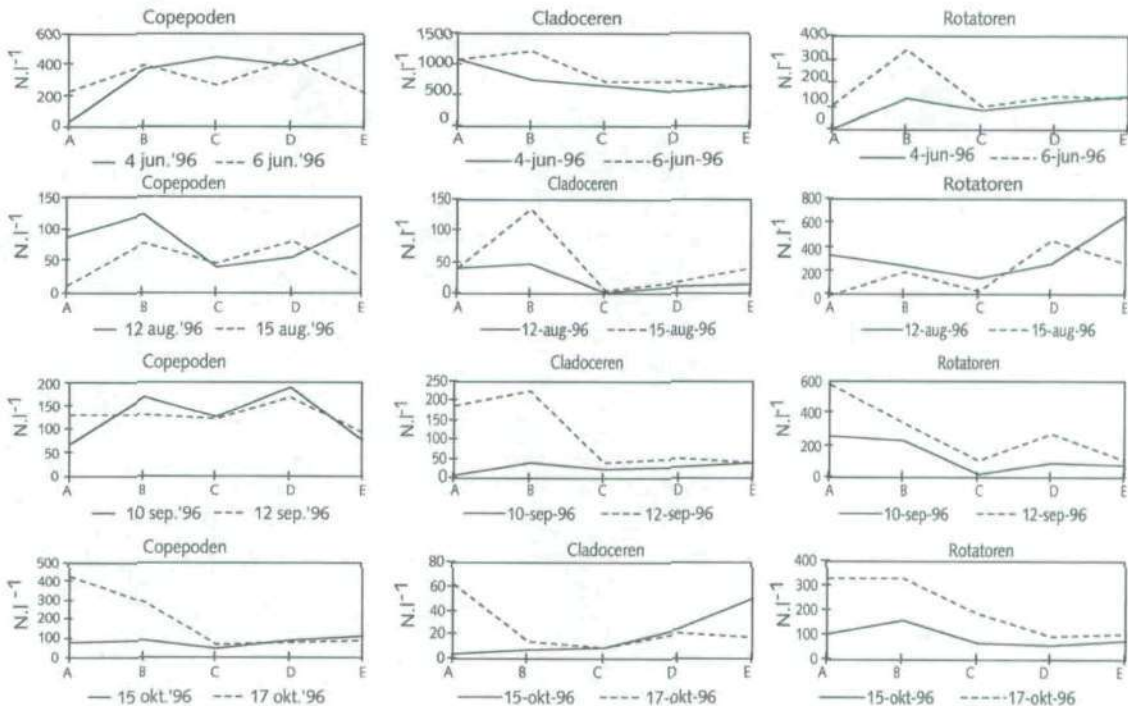 Copepoden
N.l⁻¹
600
400
200
0
A B C D E
4 jun.'96 6 jun.'96
Cladoceren
N.l⁻¹
1500
1000
500
0
A B C D E
4-jun-96 6-jun-96
Rotatoren
N.l⁻¹
400
300
200
100
0
A B C D E
4-jun-96 6-jun-96
Copepoden
N.l⁻¹
150
100
50
0
A B C D E
12 aug.'96 15 aug.'96
Cladoceren
N.l⁻¹
150
100
50
0
A B C D E
12-aug-96 15-aug-96
Rotatoren
N.l⁻¹
800
600
400
200
0
A B C D E
12-aug-96 15-aug-96
Copepoden
N.l⁻¹
200
150
100
50
0
A B C D E
10 sep.'96 12 sep.'96
Cladoceren
N.l⁻¹
250
200
150
100
50
0
A B C D E
10-sep-96 12-sep-96
Rotatoren
N.l⁻¹
600
400
200
0
A B C D E
10-sep-96 12-sep-96
Copepoden
N.l⁻¹
500
400
300
200
100
0
A B C D E
15 okt.'96 17 okt.'96
Cladoceren
N.l⁻¹
80
60
40
20
0
A B C D E
15-okt-96 17-okt-96
Rotatoren
N.l⁻¹
400
300
200
100
0
A B C D E
15-okt-96 17-okt-96